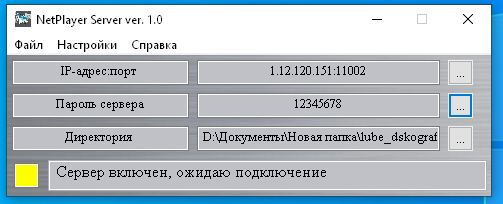 NetPlayer Server ver. 1.0
Файл Настройки Справка
IP-адрес:порт 1.12.120.151:11002 ...
Пароль сервера 12345678 ...
Директория D:\Документы\Новая папка\lube_dskograf ...
Сервер включен, ожидаю подключение